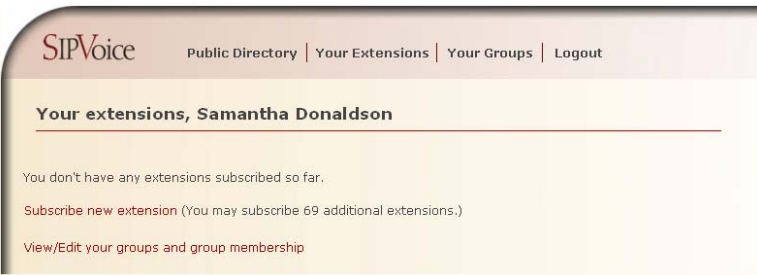 SIPVoice Public Directory | Your Extensions | Your Groups | Logout
Your extensions, Samantha Donaldson
You don't have any extensions subscribed so far.
Subscribe new extension (You may subscribe 69 additional extensions.)
View/Edit your groups and group membership